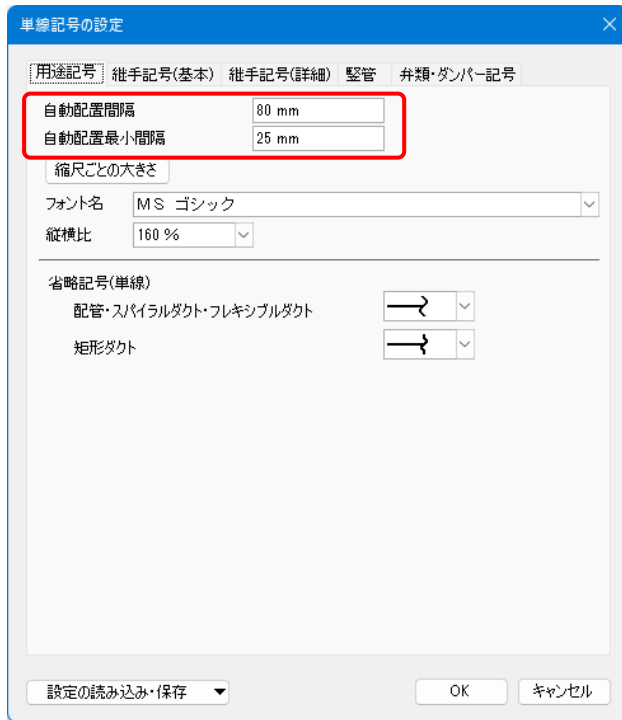 単線記号の設定
用途記号 継手記号(基本) 継手記号(詳細) 竪管 弁類・ダンパー記号
自動配置間隔 80 mm
自動配置最小間隔 25 mm
縮尺ごとの大きさ
フォント名 ＭＳ ゴシック
縦横比 160 %
省略記号(単線)
配管・スパイラルダクト・フレキシブルダクト
矩形ダクト
設定の読み込み・保存 OK キャンセル